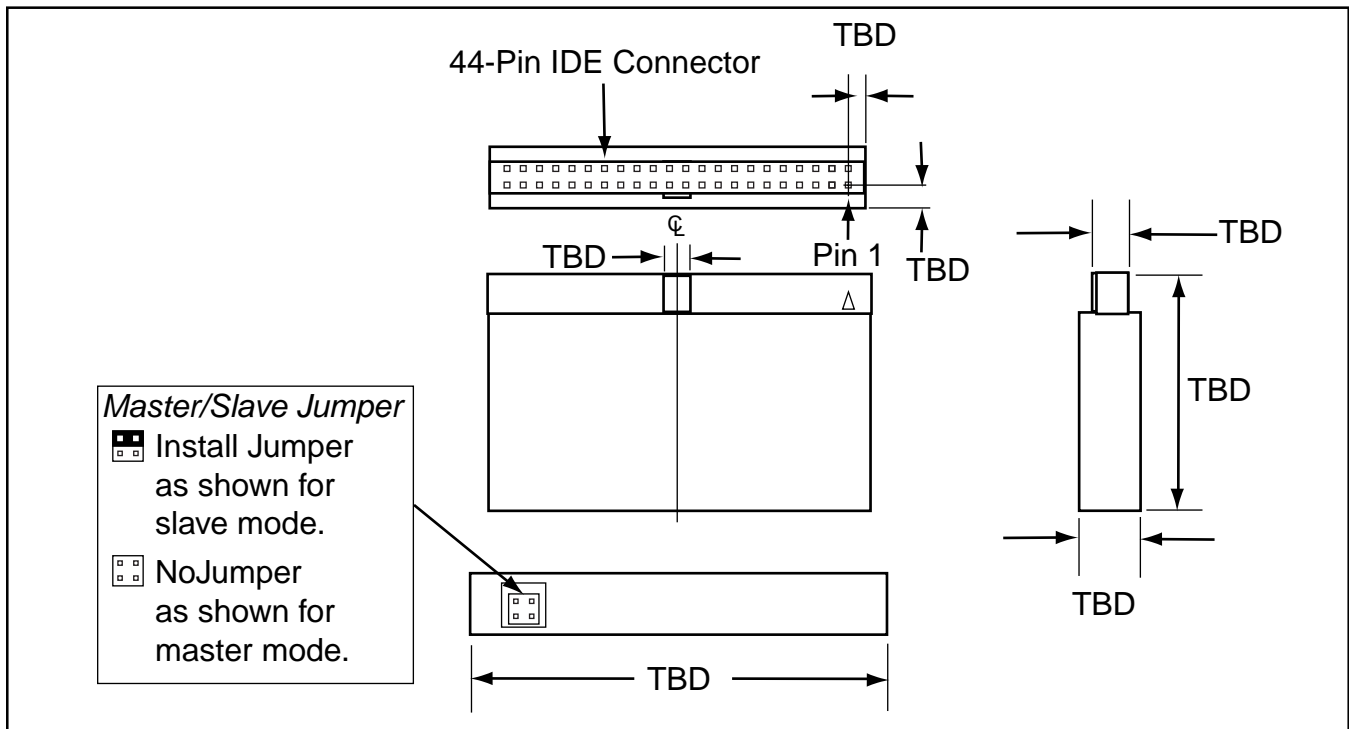 TBD
44-Pin IDE Connector
℄
TBD
Pin 1
TBD
TBD
TBD
Master/Slave Jumper
Install Jumper
as shown for
slave mode.
NoJumper
as shown for
master mode.
TBD
TBD